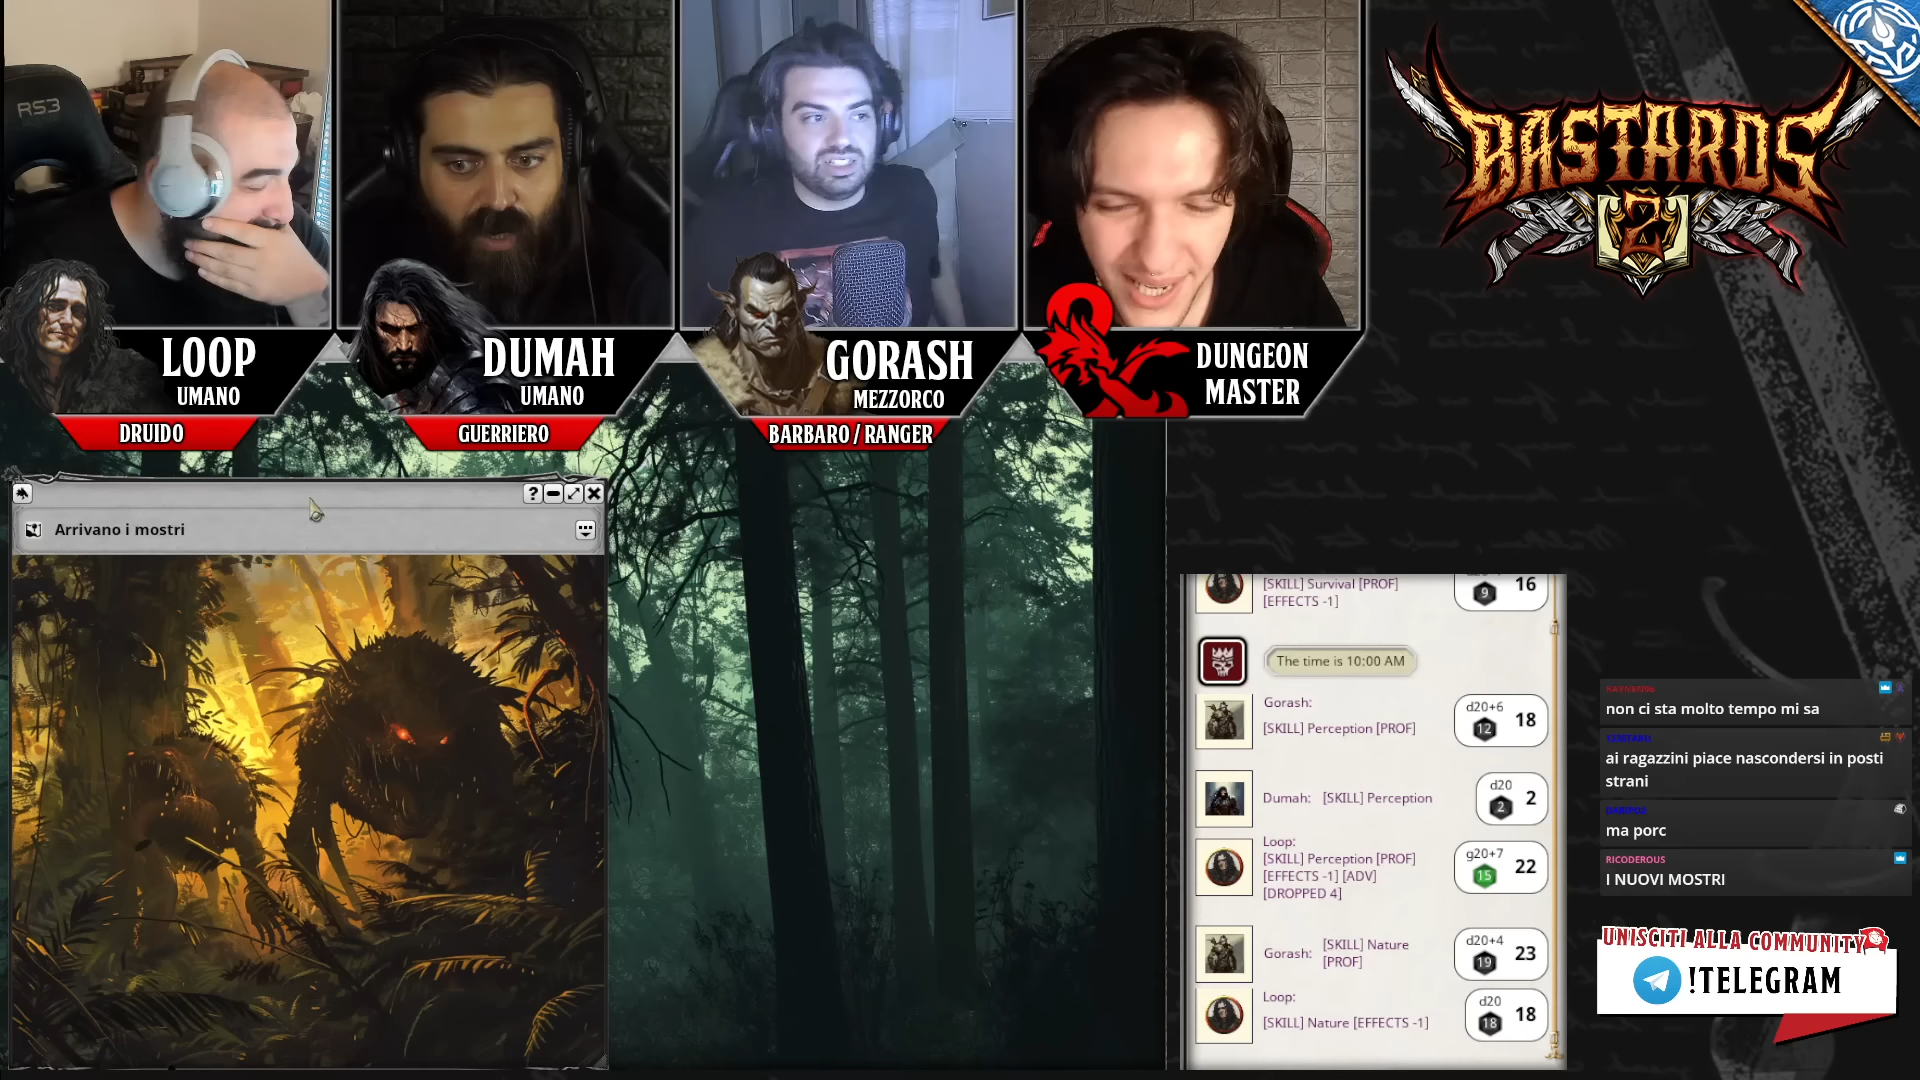 RS3
BASTARDS
2
LOOP
UMANO
DRUIDO
DUMAH
UMANO
GUERRIERO
GORASH
MEZZORCO
BARBARO / RANGER
DUNGEON
MASTER
?
Arrivano i mostri
[SKILL] Survival [PROF]
[EFFECTS -1]
9
16
The time is 10:00 AM
Gorash:
[SKILL] Perception [PROF]
d20+6
12
18
Dumah: [SKILL] Perception
d20
2
2
Loop:
[SKILL] Perception [PROF]
[EFFECTS -1] [ADV]
[DROPPED 4]
g20+7
15
22
Gorash: [SKILL] Nature
[PROF]
d20+4
19
23
Loop:
[SKILL] Nature [EFFECTS -1]
d20
18
18
non ci sta molto tempo mi sa
ai ragazzini piace nascondersi in posti
strani
ma porc
RICODEROUS
I NUOVI MOSTRI
UNISCITI ALLA COMMUNITY
!TELEGRAM